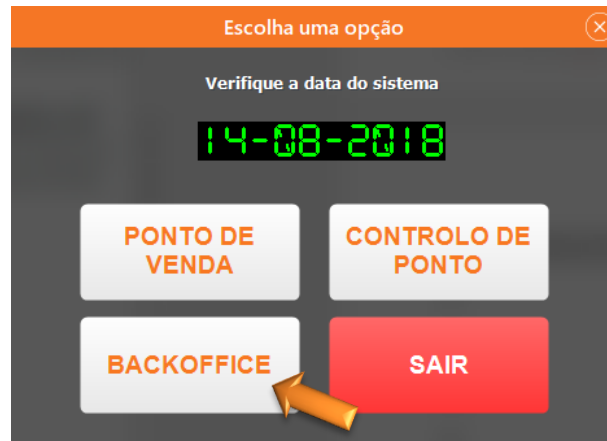 Escolha uma opção
Verifique a data do sistema
14-08-2018
PONTO DE
VENDA
CONTROLO DE
PONTO
BACKOFFICE
SAIR